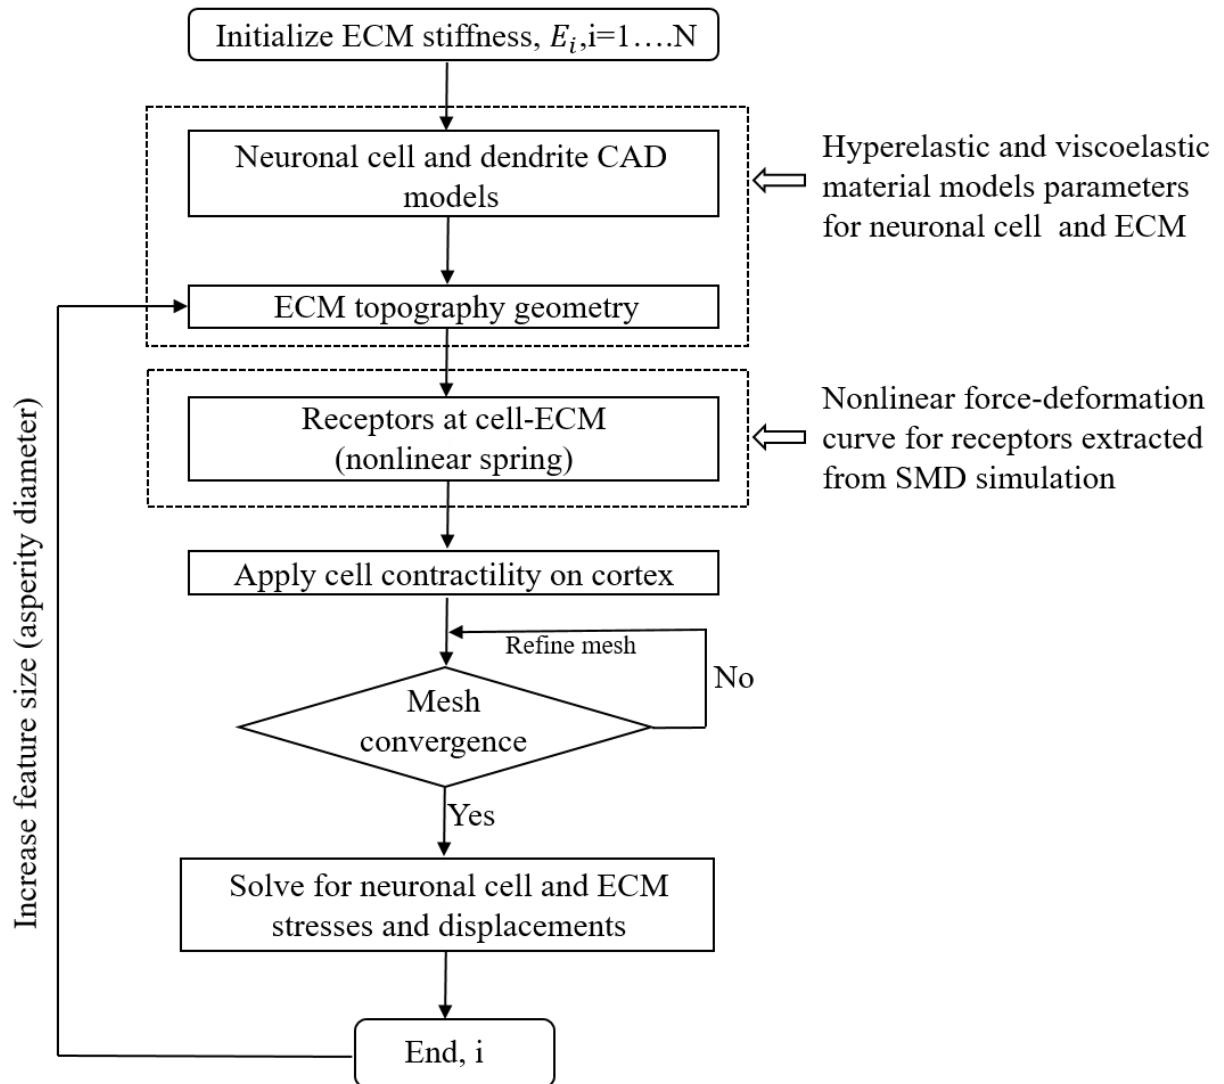 Initialize ECM stiffness, 𝐸𝑖,i=1….N
Neuronal cell and dendrite CAD
models
Hyperelastic and viscoelastic
material models parameters
for neuronal cell and ECM
ECM topography geometry
Receptors at cell-ECM
(nonlinear spring)
Nonlinear force-deformation
curve for receptors extracted
from SMD simulation
Apply cell contractility on cortex
Refine mesh
No
Mesh
convergence
Yes
Solve for neuronal cell and ECM
stresses and displacements
End, i
Increase feature size (asperity diameter)